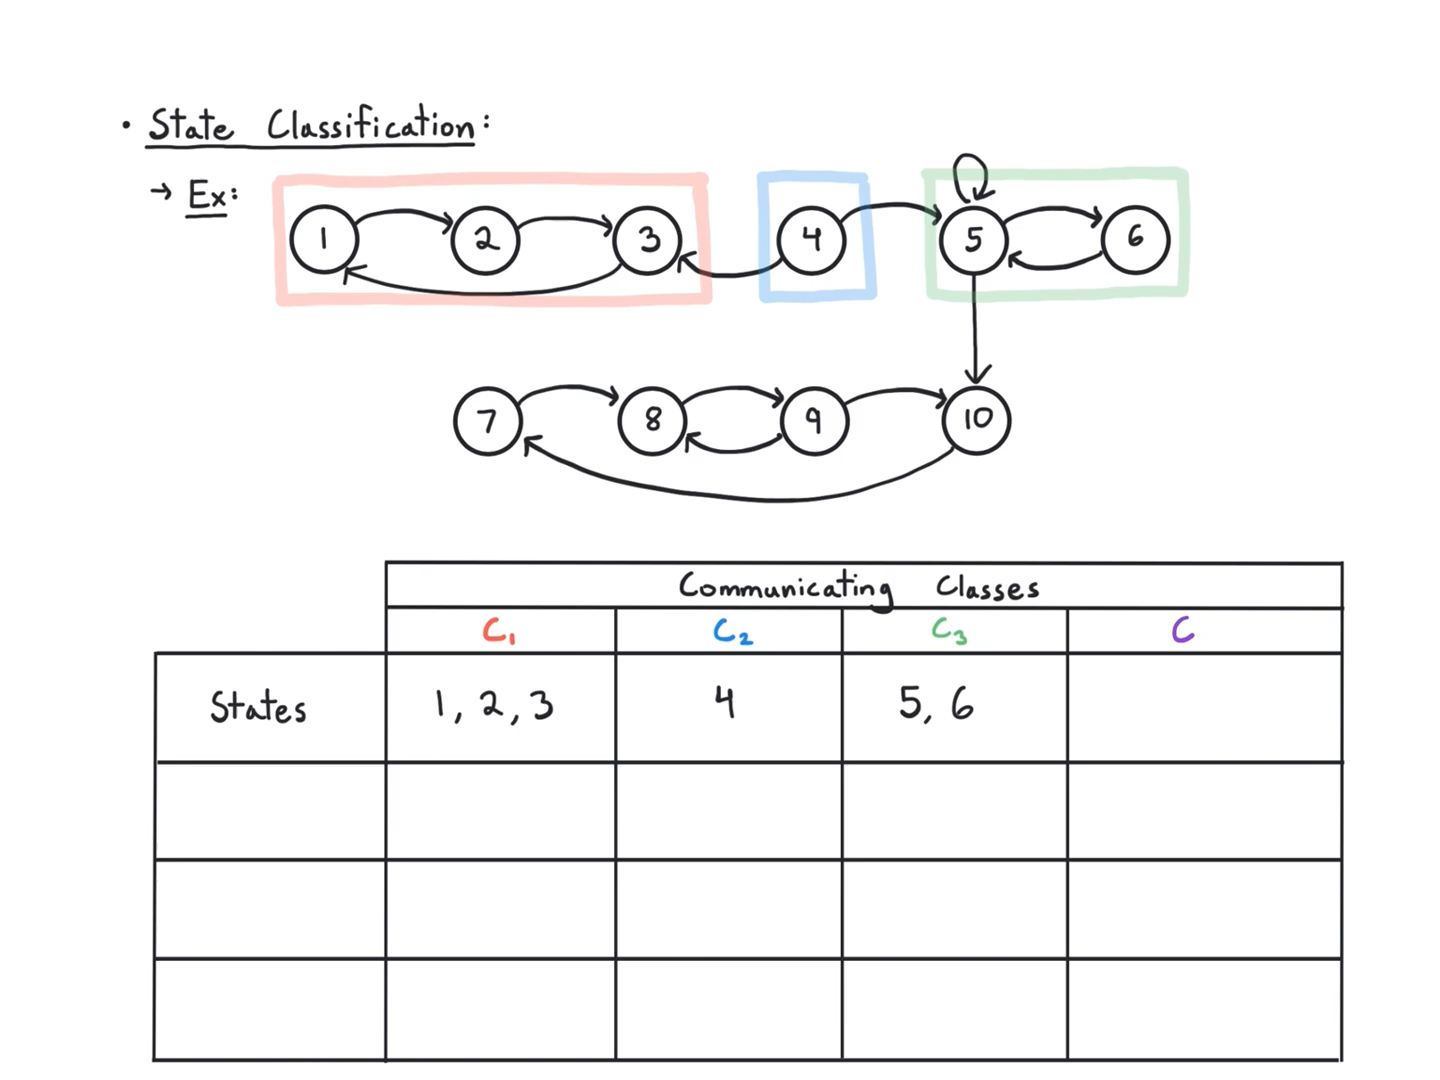 • State Classification:
→ Ex:
1 2 3 4 5 6
7 8 9 10
Communicating Classes
C₁ C₂ C₃ C
States 1, 2, 3 4 5, 6